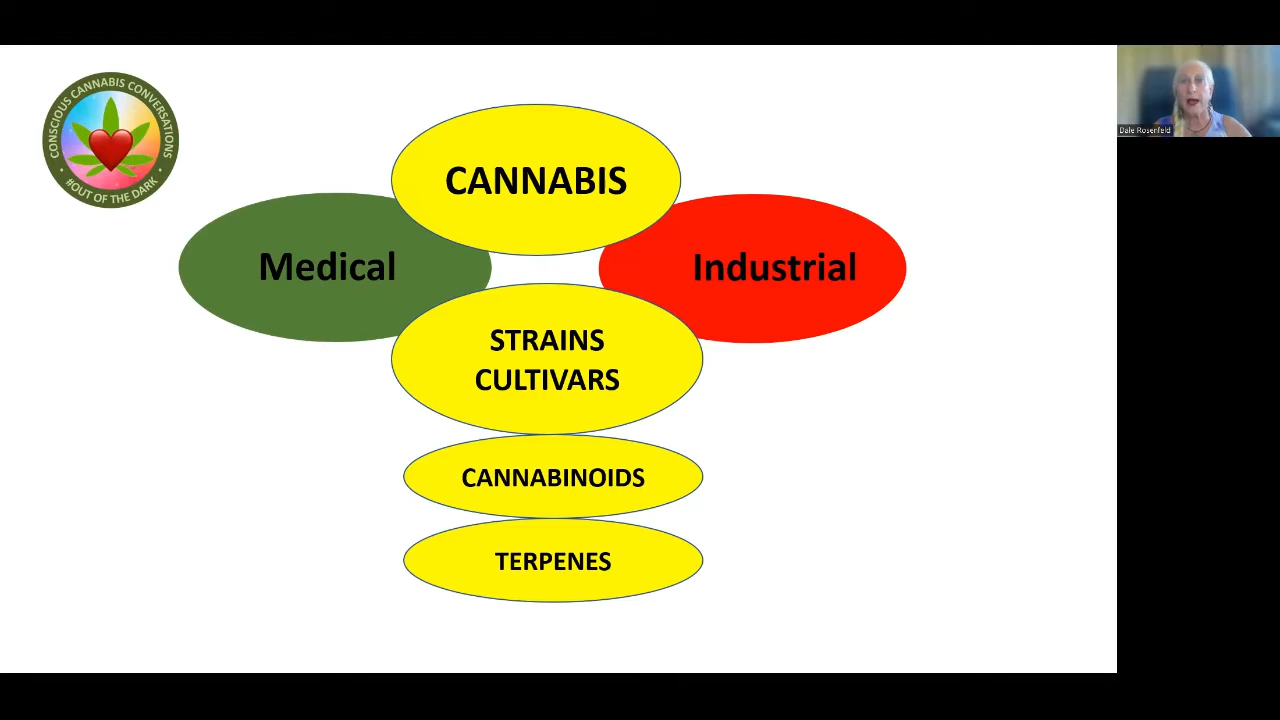 CONSCIOUS CANNABIS CONVERSATIONS
#OUT OF THE DARK
CANNABIS
Medical
Industrial
STRAINS
CULTIVARS
CANNABINOIDS
TERPENES
Dale Rosenfeld